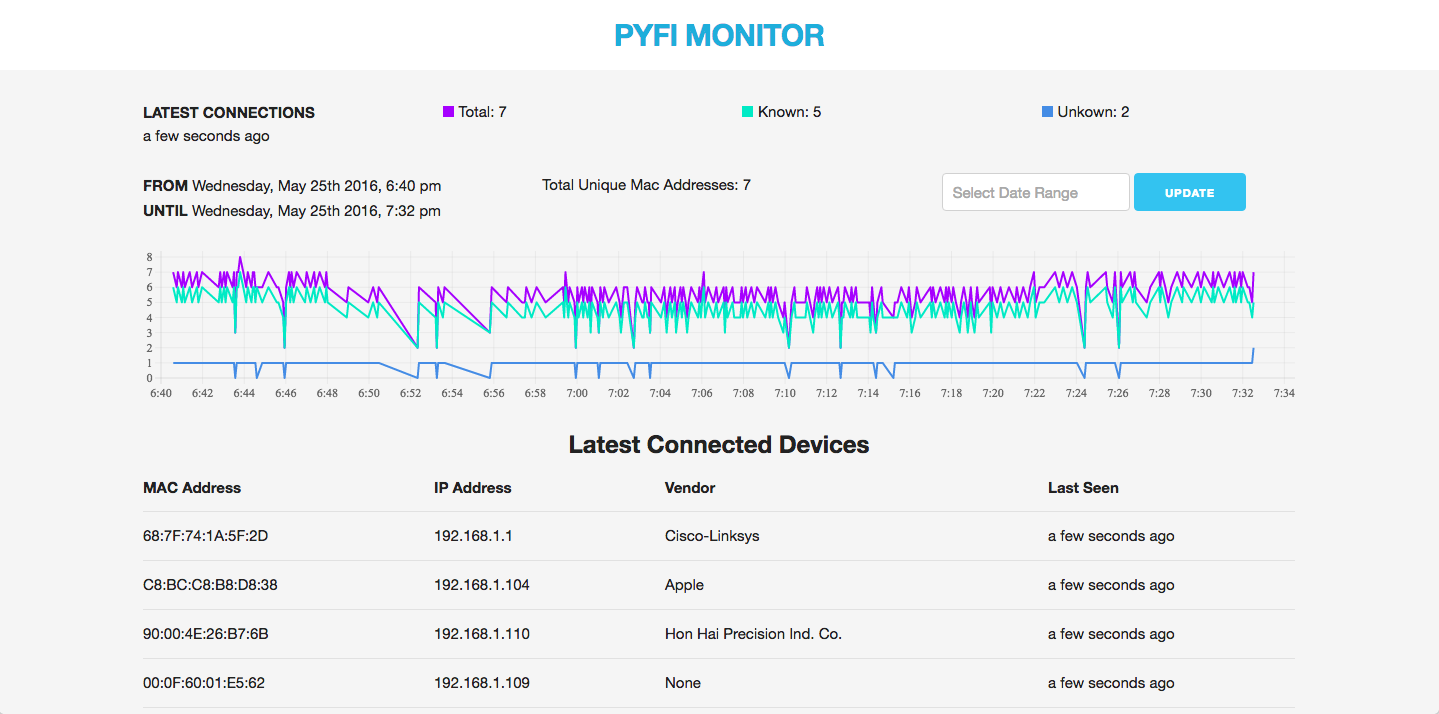 PYFI MONITOR
LATEST CONNECTIONS
a few seconds ago
Total: 7
Known: 5
Unkown: 2
FROM Wednesday, May 25th 2016, 6:40 pm
UNTIL Wednesday, May 25th 2016, 7:32 pm
Total Unique Mac Addresses: 7
Select Date Range
UPDATE
8
7
6
5
4
3
2
1
0
6:40 6:42 6:44 6:46 6:48 6:50 6:52 6:54 6:56 6:58 7:00 7:02 7:04 7:06 7:08 7:10 7:12 7:14 7:16 7:18 7:20 7:22 7:24 7:26 7:28 7:30 7:32 7:34
Latest Connected Devices
MAC Address IP Address Vendor Last Seen
68:7F:74:1A:5F:2D 192.168.1.1 Cisco-Linksys a few seconds ago
C8:BC:C8:B8:D8:38 192.168.1.104 Apple a few seconds ago
90:00:4E:26:B7:6B 192.168.1.110 Hon Hai Precision Ind. Co. a few seconds ago
00:0F:60:01:E5:62 192.168.1.109 None a few seconds ago